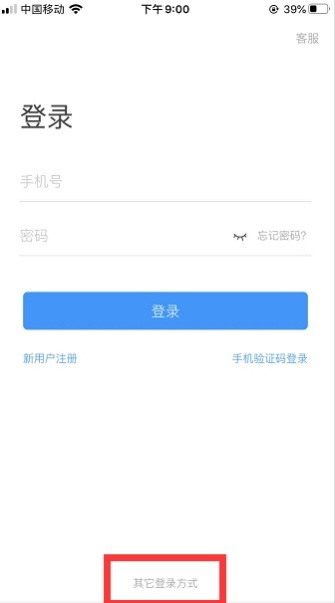 中国移动 下午9:00 39%
客服
登录
手机号
密码 忘记密码?
登录
新用户注册 手机验证码登录
其它登录方式